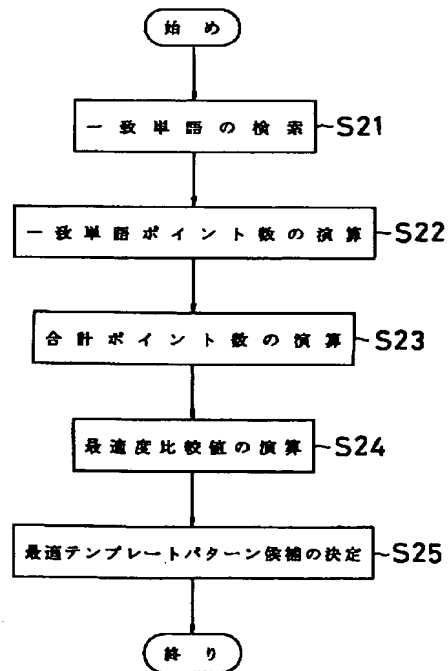 始め
一致単語の検索
S21
一致単語ポイント数の演算
S22
合計ポイント数の演算
S23
最適度比較値の演算
S24
最適テンプレートパターン候補の決定
S25
終り